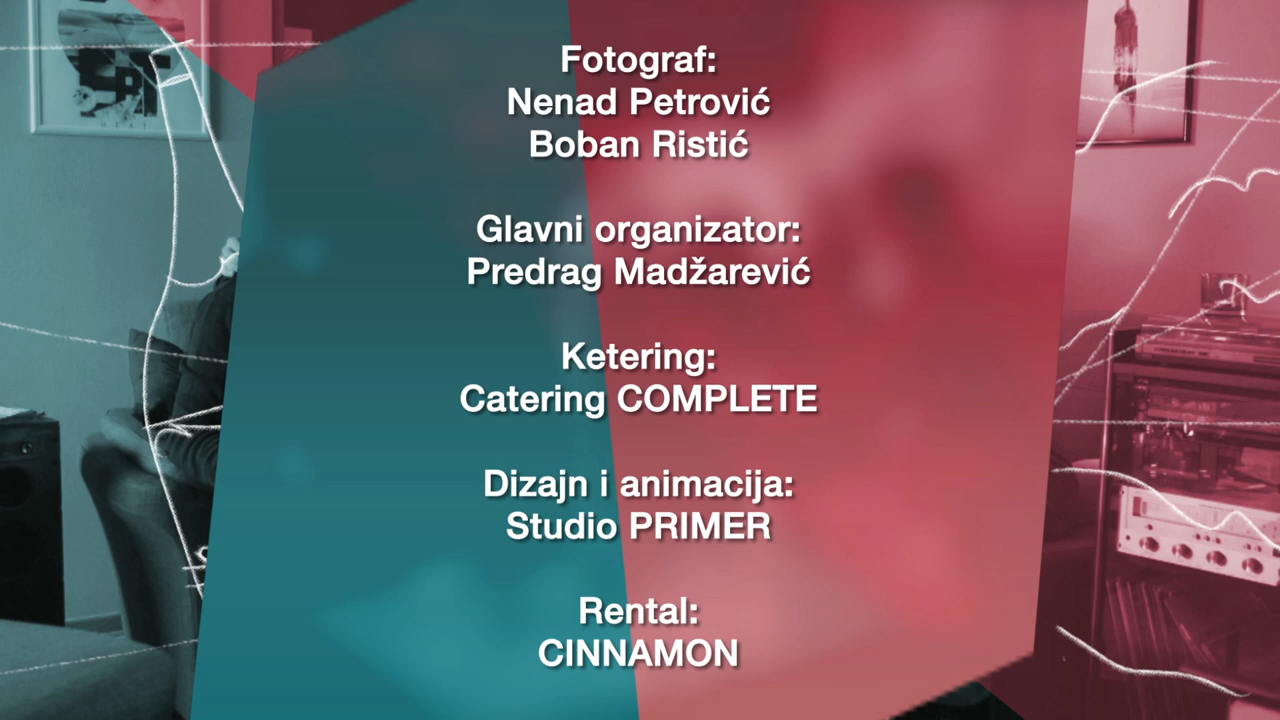 Fotograf:
Nenad Petrović
Boban Ristić
Glavni organizator:
Predrag Madžarević
Ketering:
Catering COMPLETE
Dizajn i animacija:
Studio PRIMER
Rental:
CINNAMON